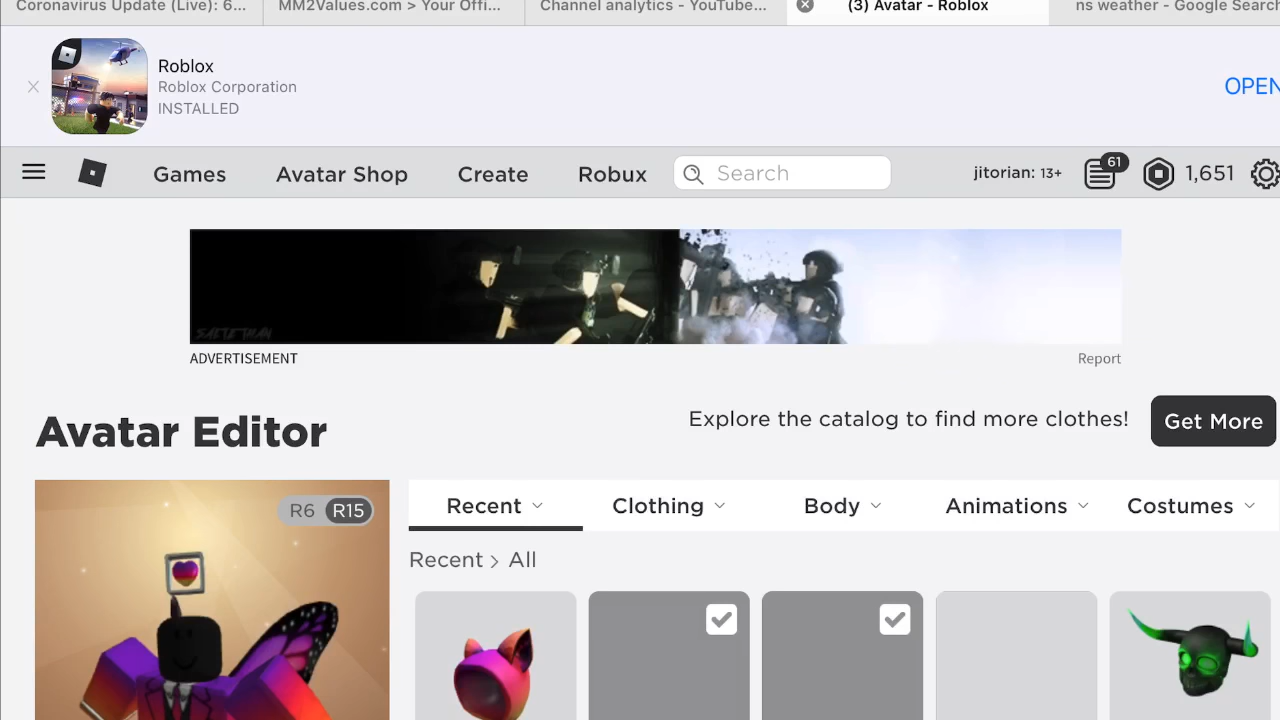 Coronavirus Update (Live): 6...
MM2Values.com > Your Offi...
Channel analytics - YouTube...
(3) Avatar - Roblox
ns weather - Google Search
Roblox
Roblox Corporation
INSTALLED
OPEN
Games
Avatar Shop
Create
Robux
Search
jitorian: 13+
61
1,651
SALTETHAN
ADVERTISEMENT
Report
Avatar Editor
Explore the catalog to find more clothes!
Get More
R6
R15
Recent
Clothing
Body
Animations
Costumes
Recent > All